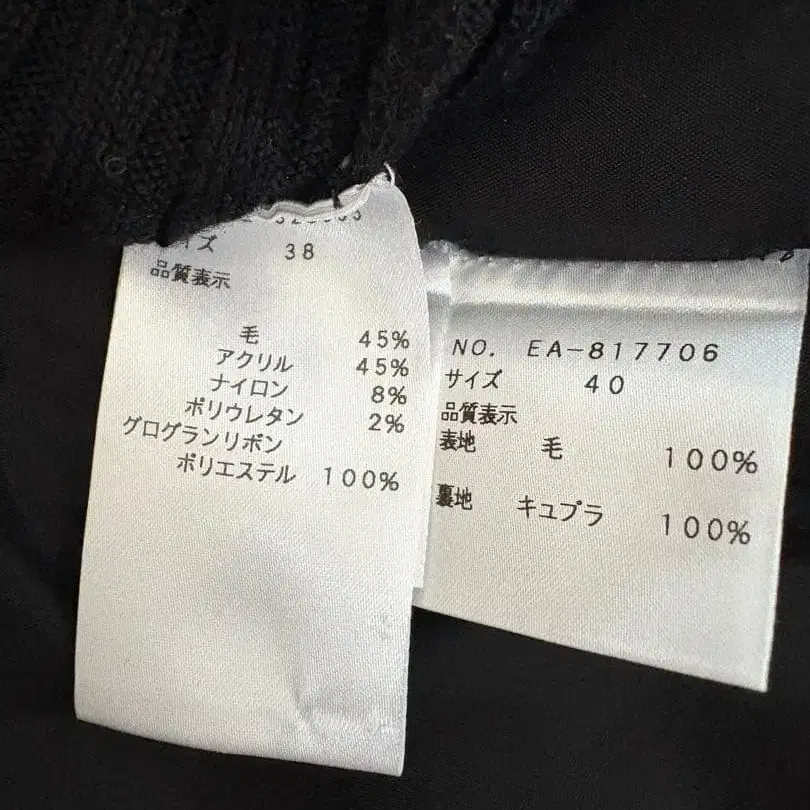 サイズ 38
品質表示
毛 45%
アクリル 45%
ナイロン 8%
ポリウレタン 2%
グログランリボン
ポリエステル 100%
NO. EA-817706
サイズ 40
品質表示
表地 毛 100%
裏地 キュプラ 100%